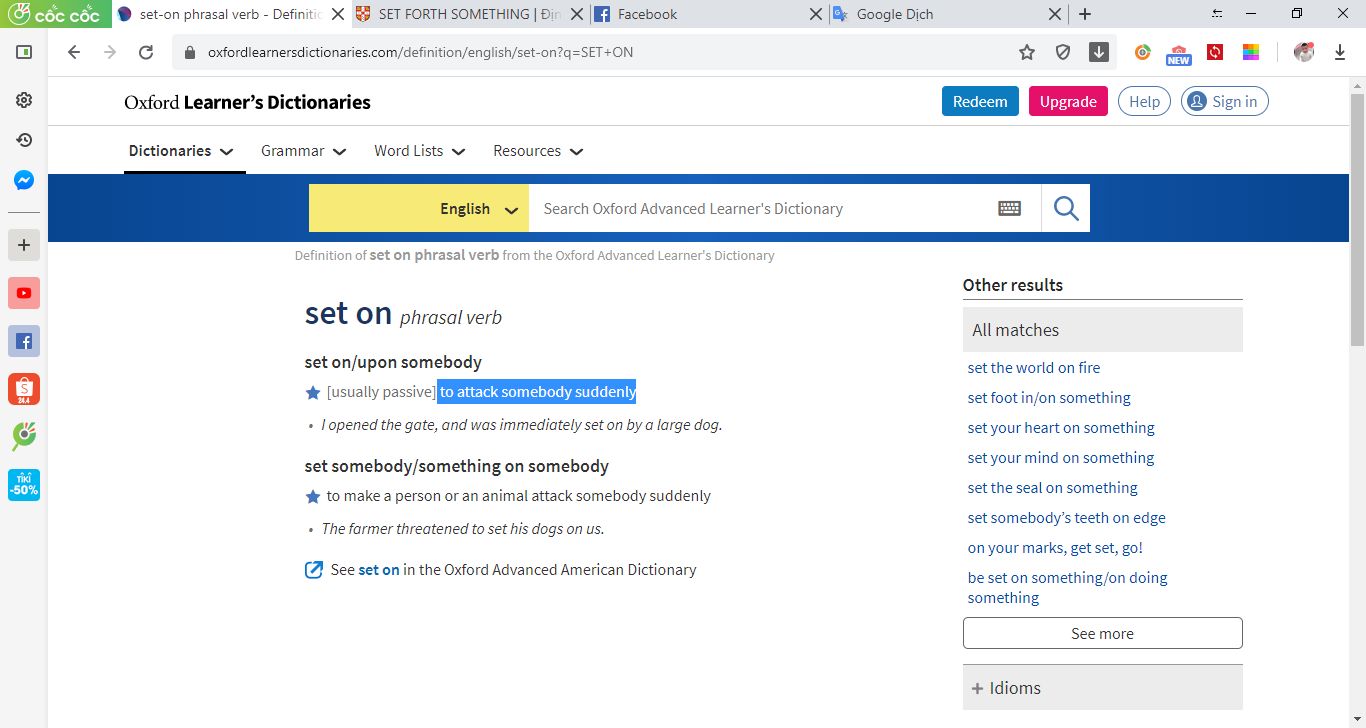 cốc cốc
set-on phrasal verb - Definitic
SET FORTH SOMETHING | Địn
Facebook
Google Dịch
oxfordlearnersdictionaries.com/definition/english/set-on?q=SET+ON
NEW
Oxford Learner's Dictionaries
Redeem
Upgrade
Help
Sign in
Dictionaries
Grammar
Word Lists
Resources
English
Search Oxford Advanced Learner's Dictionary
Definition of set on phrasal verb from the Oxford Advanced Learner's Dictionary
set on phrasal verb
set on/upon somebody
[usually passive] to attack somebody suddenly
• I opened the gate, and was immediately set on by a large dog.
set somebody/something on somebody
to make a person or an animal attack somebody suddenly
• The farmer threatened to set his dogs on us.
See set on in the Oxford Advanced American Dictionary
Other results
All matches
set the world on fire
set foot in/on something
set your heart on something
set your mind on something
set the seal on something
set somebody's teeth on edge
on your marks, get set, go!
be set on something/on doing
something
See more
+ Idioms
24.4
TIKI
-50%